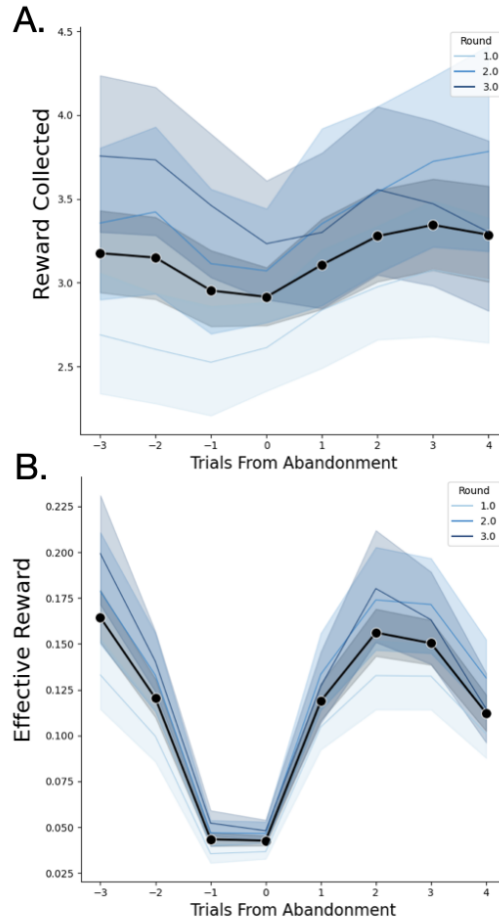 A.
4.5
4.0
3.5
3.0
2.5
Reward Collected
Round
1.0
2.0
3.0
−3 −2 −1 0 1 2 3 4
Trials From Abandonment
B.
0.225
0.200
0.175
0.150
0.125
0.100
0.075
0.050
0.025
Effective Reward
Round
1.0
2.0
3.0
−3 −2 −1 0 1 2 3 4
Trials From Abandonment